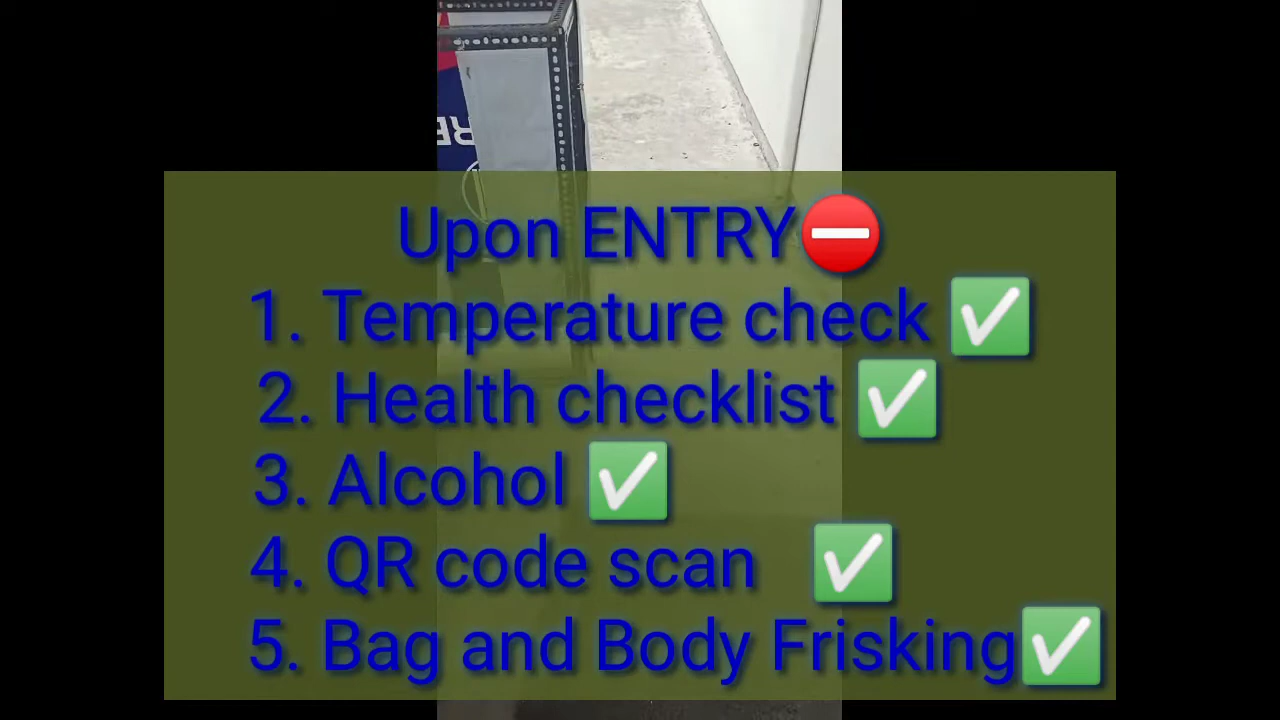 Upon ENTRY⛔
1. Temperature check ✅
2. Health checklist ✅
3. Alcohol ✅
4. QR code scan ✅
5. Bag and Body Frisking✅